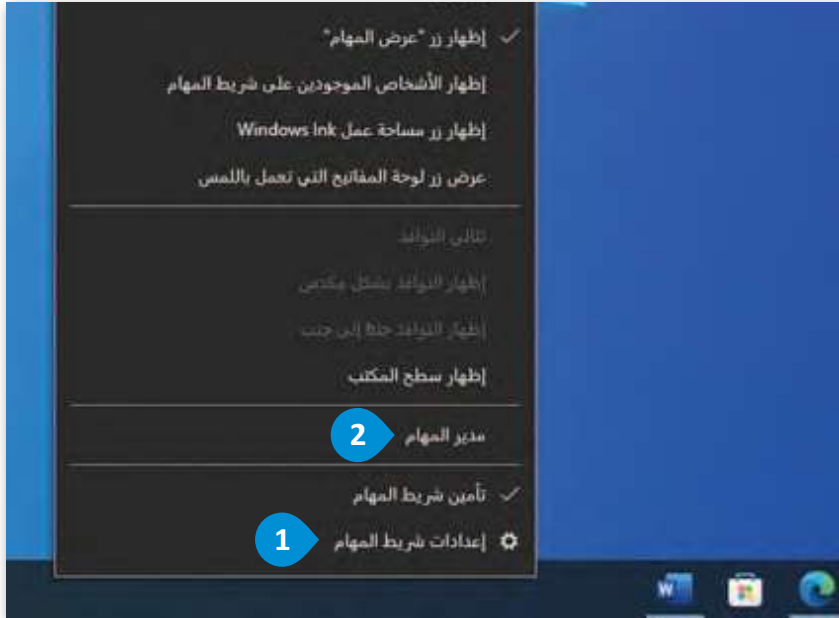 إظهار زر "عرض المهام"
إظهار الأشخاص الموجودين على شريط المهام
إظهار زر مساحة عمل Windows Ink
عرض زر لوحة المفاتيح التي تعمل باللمس
تتالي النوافذ
إظهار النوافذ بشكل مكدس
إظهار النوافذ جنبًا إلى جنب
إظهار سطح المكتب
مدير المهام 2
تأمين شريط المهام
إعدادات شريط المهام 1
W